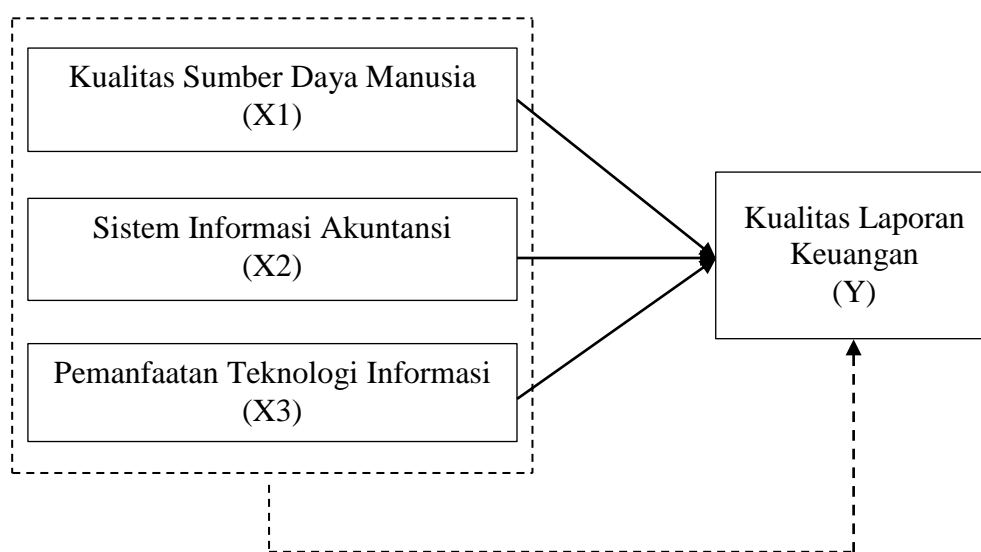 Kualitas Sumber Daya Manusia
(X1)
Sistem Informasi Akuntansi
(X2)
Pemanfaatan Teknologi Informasi
(X3)
Kualitas Laporan
Keuangan
(Y)